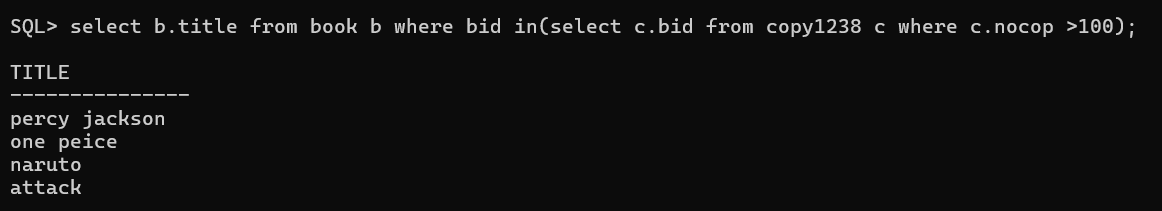 SQL> select b.title from book b where bid in(select c.bid from copy1238 c where c.nocop >100);
TITLE
---------------
percy jackson
one peice
naruto
attack